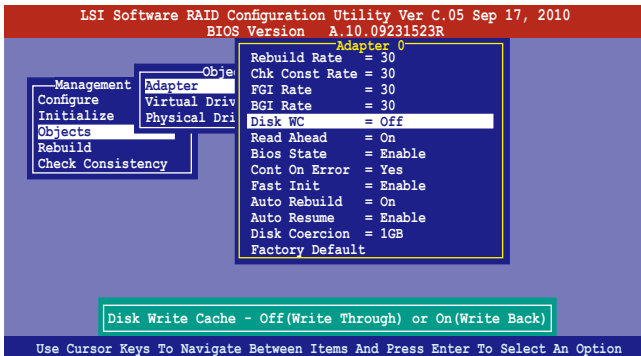 LSI Software RAID Configuration Utility Ver C.05 Sep 17, 2010
BIOS Version A.10.09231523R
Management
Configure
Initialize
Objects
Rebuild
Check Consistency
Adapter
Adapter 0
Rebuild Rate = 30
Chk Const Rate = 30
FGI Rate = 30
BGI Rate = 30
Disk WC = Off
Read Ahead = On
Bios State = Enable
Cont On Error = Yes
Fast Init = Enable
Auto Rebuild = On
Auto Resume = Enable
Disk Coercion = 1GB
Factory Default
Disk Write Cache - Off(Write Through) or On(Write Back)
Use Cursor Keys To Navigate Between Items And Press Enter To Select An Option